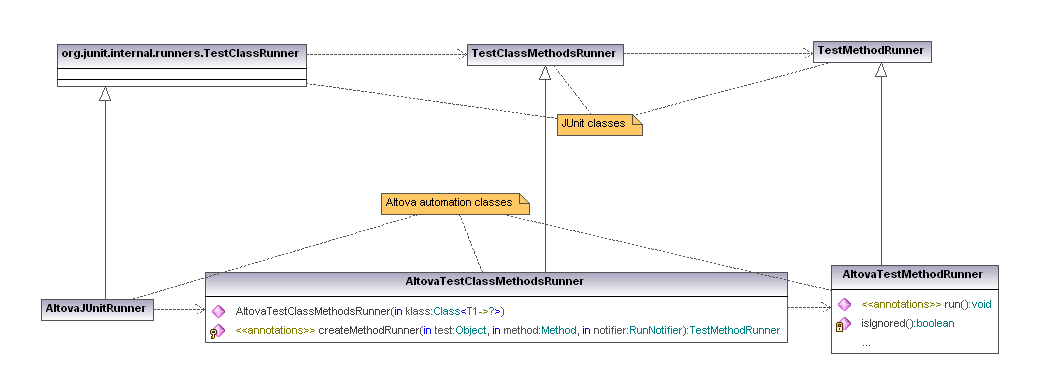 org.junit.internal.runners.TestClassRunner
TestClassMethodsRunner
TestMethodRunner
JUnit classes
Altova automation classes
AltovaJUnitRunner
AltovaTestClassMethodsRunner
AltovaTestClassMethodsRunner(in klass:Class<T1->?>)
<<annotations>> createMethodRunner(in test:Object, in method:Method, in notifier:RunNotifier):TestMethodRunner
AltovaTestMethodRunner
<<annotations>> run():void
isIgnored():boolean
...